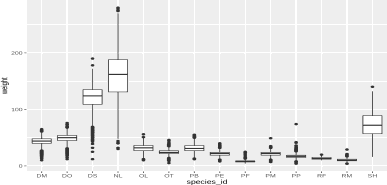 200
100
0
weight
DM DO DS NL OL OT PB PE PF PM PP RF RM SH
species_id